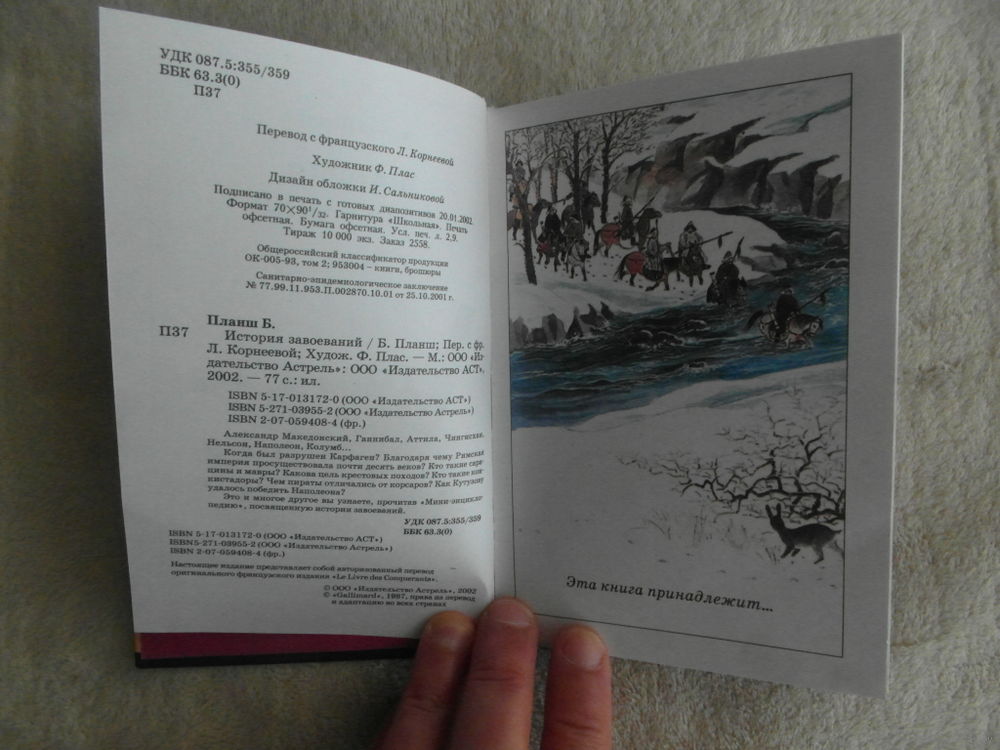 УДК 087.5:355/359
ББК 63.3(0)
П37
Перевод с французского Л. Корнеевой
Художник Ф. Плас
Дизайн обложки И. Сальниковой
Подписано в печать с готовых диапозитивов 20.01.2002.
Формат 70×90 1/32. Гарнитура «Школьная». Печать
офсетная. Бумага офсетная. Усл. печ. л. 2,9.
Тираж 10 000 экз. Заказ 2558.
Общероссийский классификатор продукции
ОК-005-93, том 2; 953004 – книги, брошюры
Санитарно-эпидемиологическое заключение
№ 77.99.11.953.П.002870.10.01 от 25.10.2001 г.
Планш Б.
П37 История завоеваний / Б. Планш; Пер. с фр.
Л. Корнеевой; Худож. Ф. Плас. — М.: ООО «Из-
дательство Астрель»: ООО «Издательство АСТ»,
2002. — 77 с.: ил.
ISBN 5-17-013172-0 (ООО «Издательство АСТ»)
ISBN 5-271-03955-2 (ООО «Издательство Астрель»)
ISBN 2-07-059408-4 (фр.)
Александр Македонский, Ганнибал, Аттила, Чингисхан,
Нельсон, Наполеон, Колумб...
Когда был разрушен Карфаген? Благодаря чему Римская
империя просуществовала почти десять веков? Кто такие сара-
цины и мавры? Какова цель крестовых походов? Кто такие кон-
кистадоры? Чем пираты отличались от корсаров? Как Кутузову
удалось победить Наполеона?
Это и многое другое вы узнаете, прочитав «Мини-энцикло-
педию», посвященную истории завоеваний.
УДК 087.5:355/359
ББК 63.3(0)
ISBN 5-17-013172-0 (ООО «Издательство АСТ»)
ISBN5-271-03955-2 (ООО «Издательство Астрель»)
ISBN 2-07-059408-4 (фр.)
Настоящее издание представляет собой авторизованный перевод
оригинального французского издания «Le Livre des Conquerants».
© ООО «Издательство Астрель», 2002
© «Gallimard», 1987, права на перевод
и адаптацию во всех странах
Эта книга принадлежит...